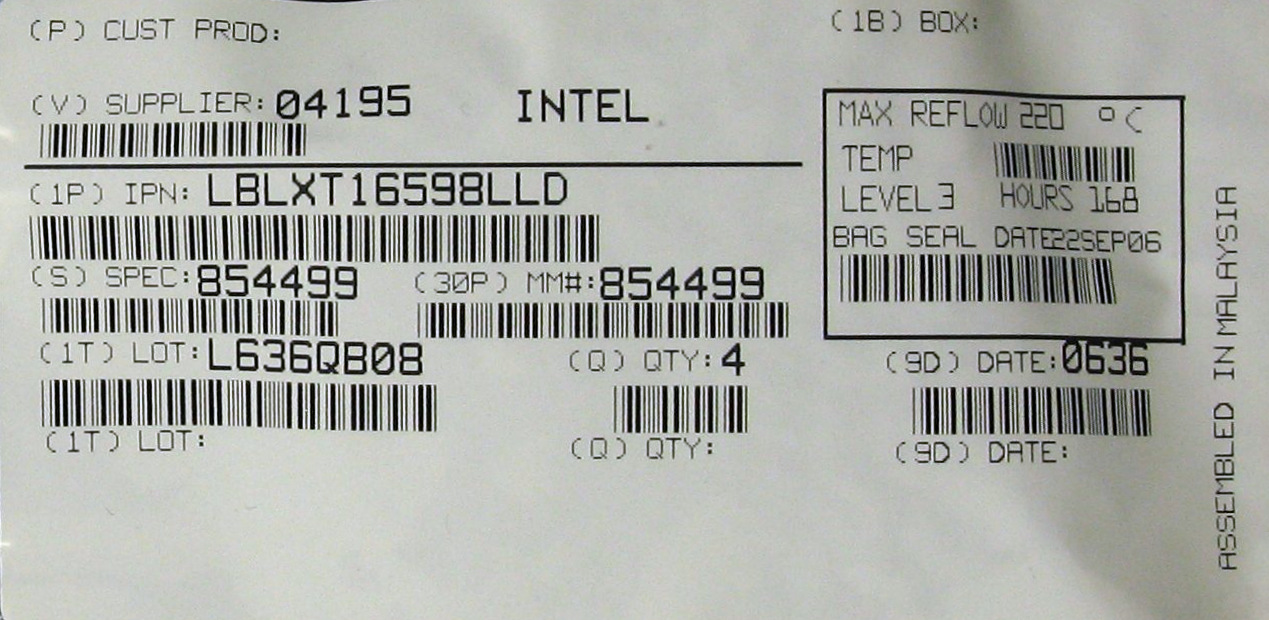 (P) CUST PROD:
(1B) BOX:
(V) SUPPLIER: 04195 INTEL
MAX REFLOW 220 °C
TEMP
(1P) IPN: LBLXT16598LLD
LEVEL 3 HOURS 168
BAG SEAL DATE22SEP06
(S) SPEC: 854499 (30P) MM#: 854499
(1T) LOT: L636QB08 (Q) QTY: 4 (9D) DATE: 0636
(1T) LOT: (Q) QTY: (9D) DATE:
ASSEMBLED IN MALAYSIA